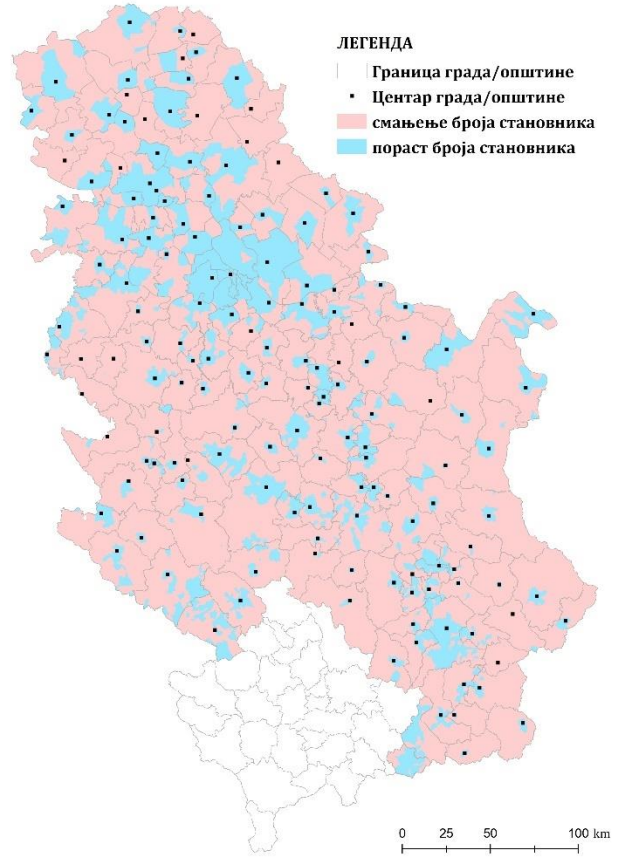 ЛЕГЕНДА
Граница града/општине
Центар града/општине
смањење броја становника
пораст броја становника
0 25 50 100 km